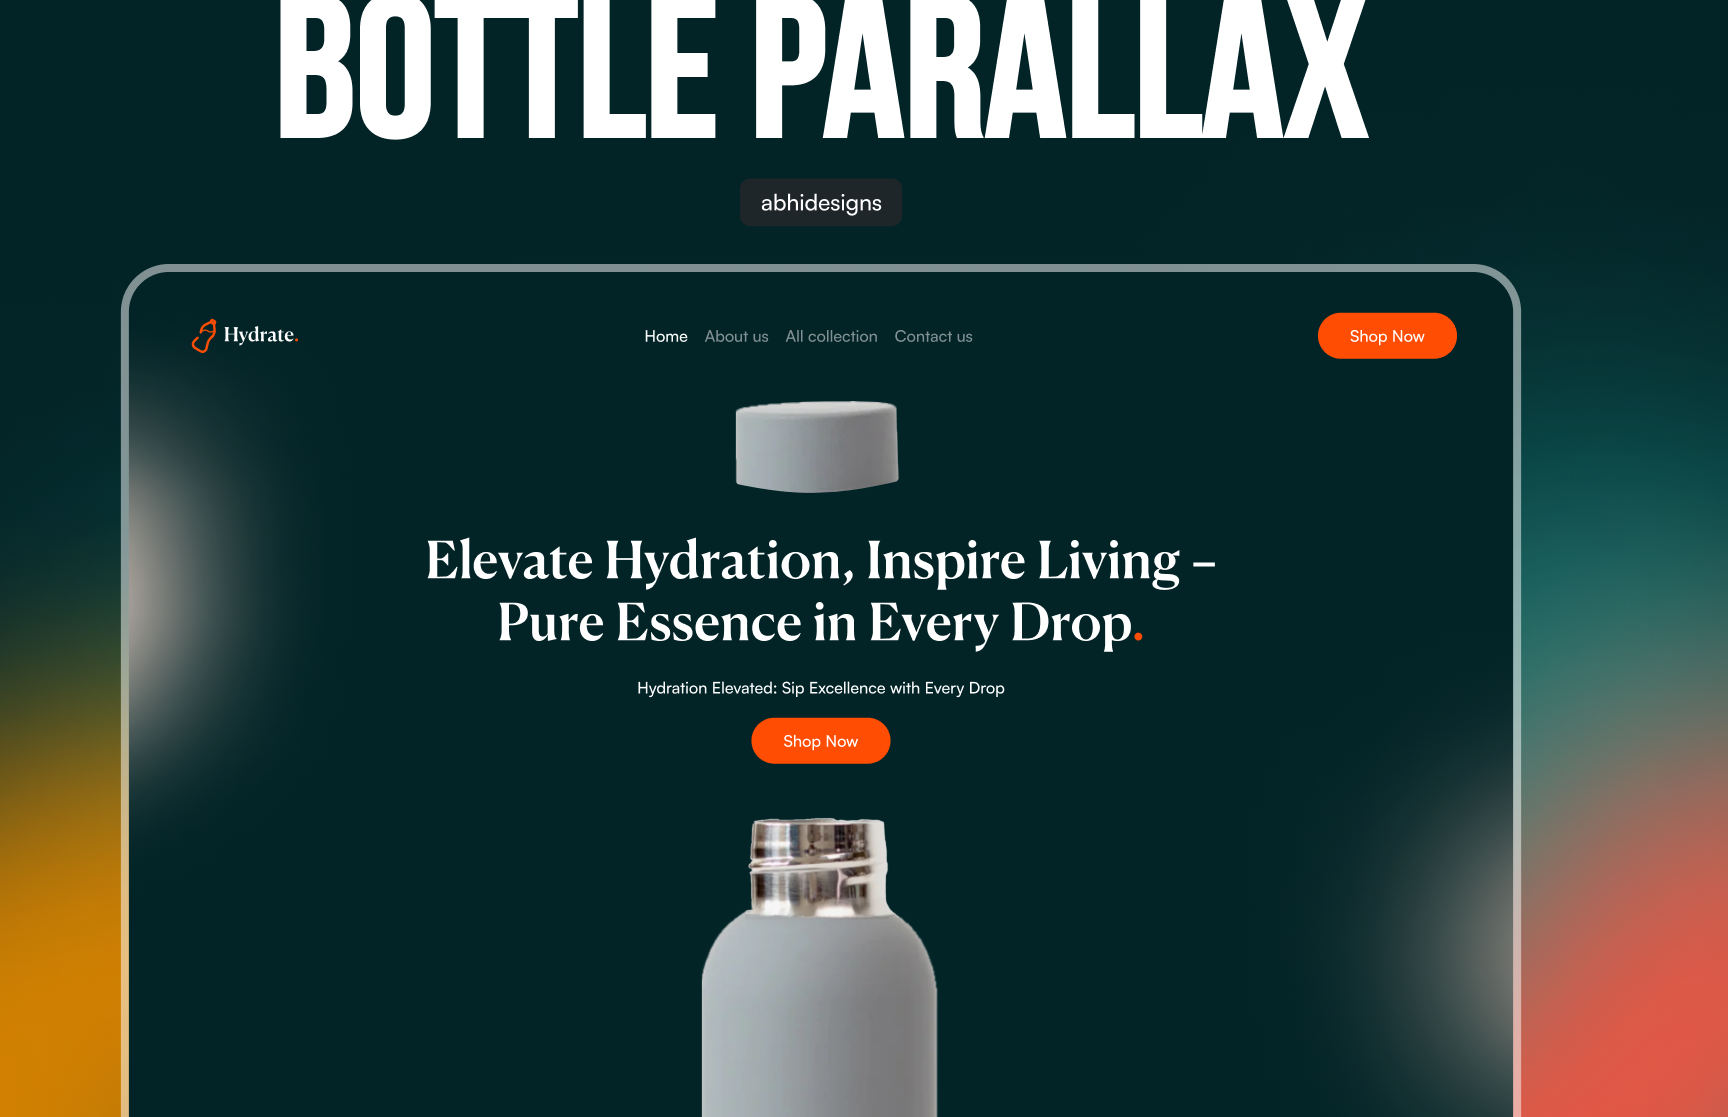 BOTTLE PARALLAX
abhidesigns
Hydrate.
Home About us All collection Contact us
Shop Now
Elevate Hydration, Inspire Living –
Pure Essence in Every Drop.
Hydration Elevated: Sip Excellence with Every Drop
Shop Now